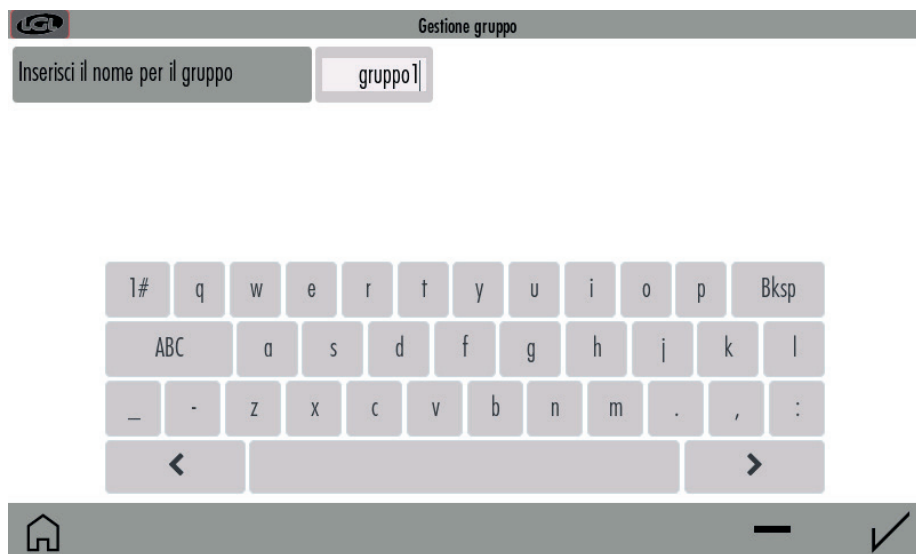 LGL
Gestione gruppo
Inserisci il nome per il gruppo
gruppo1
1# q w e r t y u i o p Bksp
ABC a s d f g h j k l
_ - z x c v b n m . , :